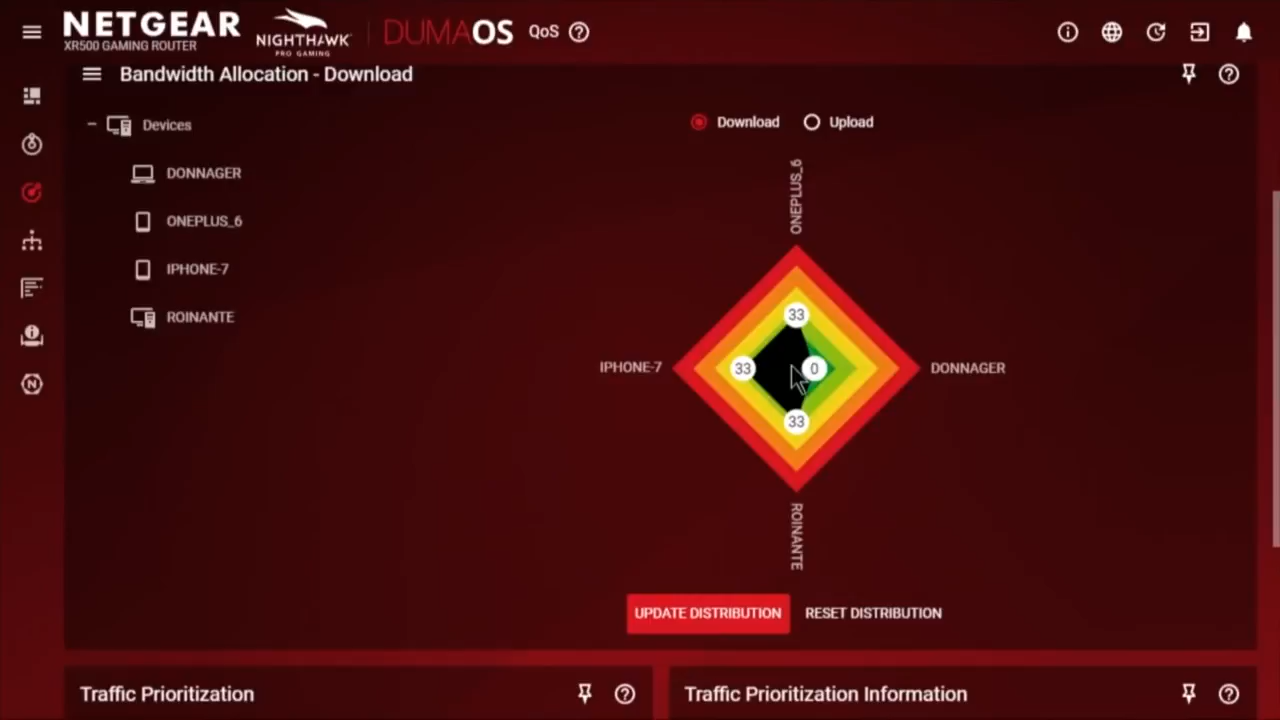 NETGEAR
XR500 GAMING ROUTER
NIGHTHAWK
PRO GAMING
DUMAOS
QoS
Bandwidth Allocation - Download
Devices
DONNAGER
ONEPLUS_6
IPHONE-7
ROINANTE
Download
Upload
ONEPLUS_6
33
IPHONE-7
33
0
DONNAGER
33
ROINANTE
UPDATE DISTRIBUTION
RESET DISTRIBUTION
Traffic Prioritization
Traffic Prioritization Information